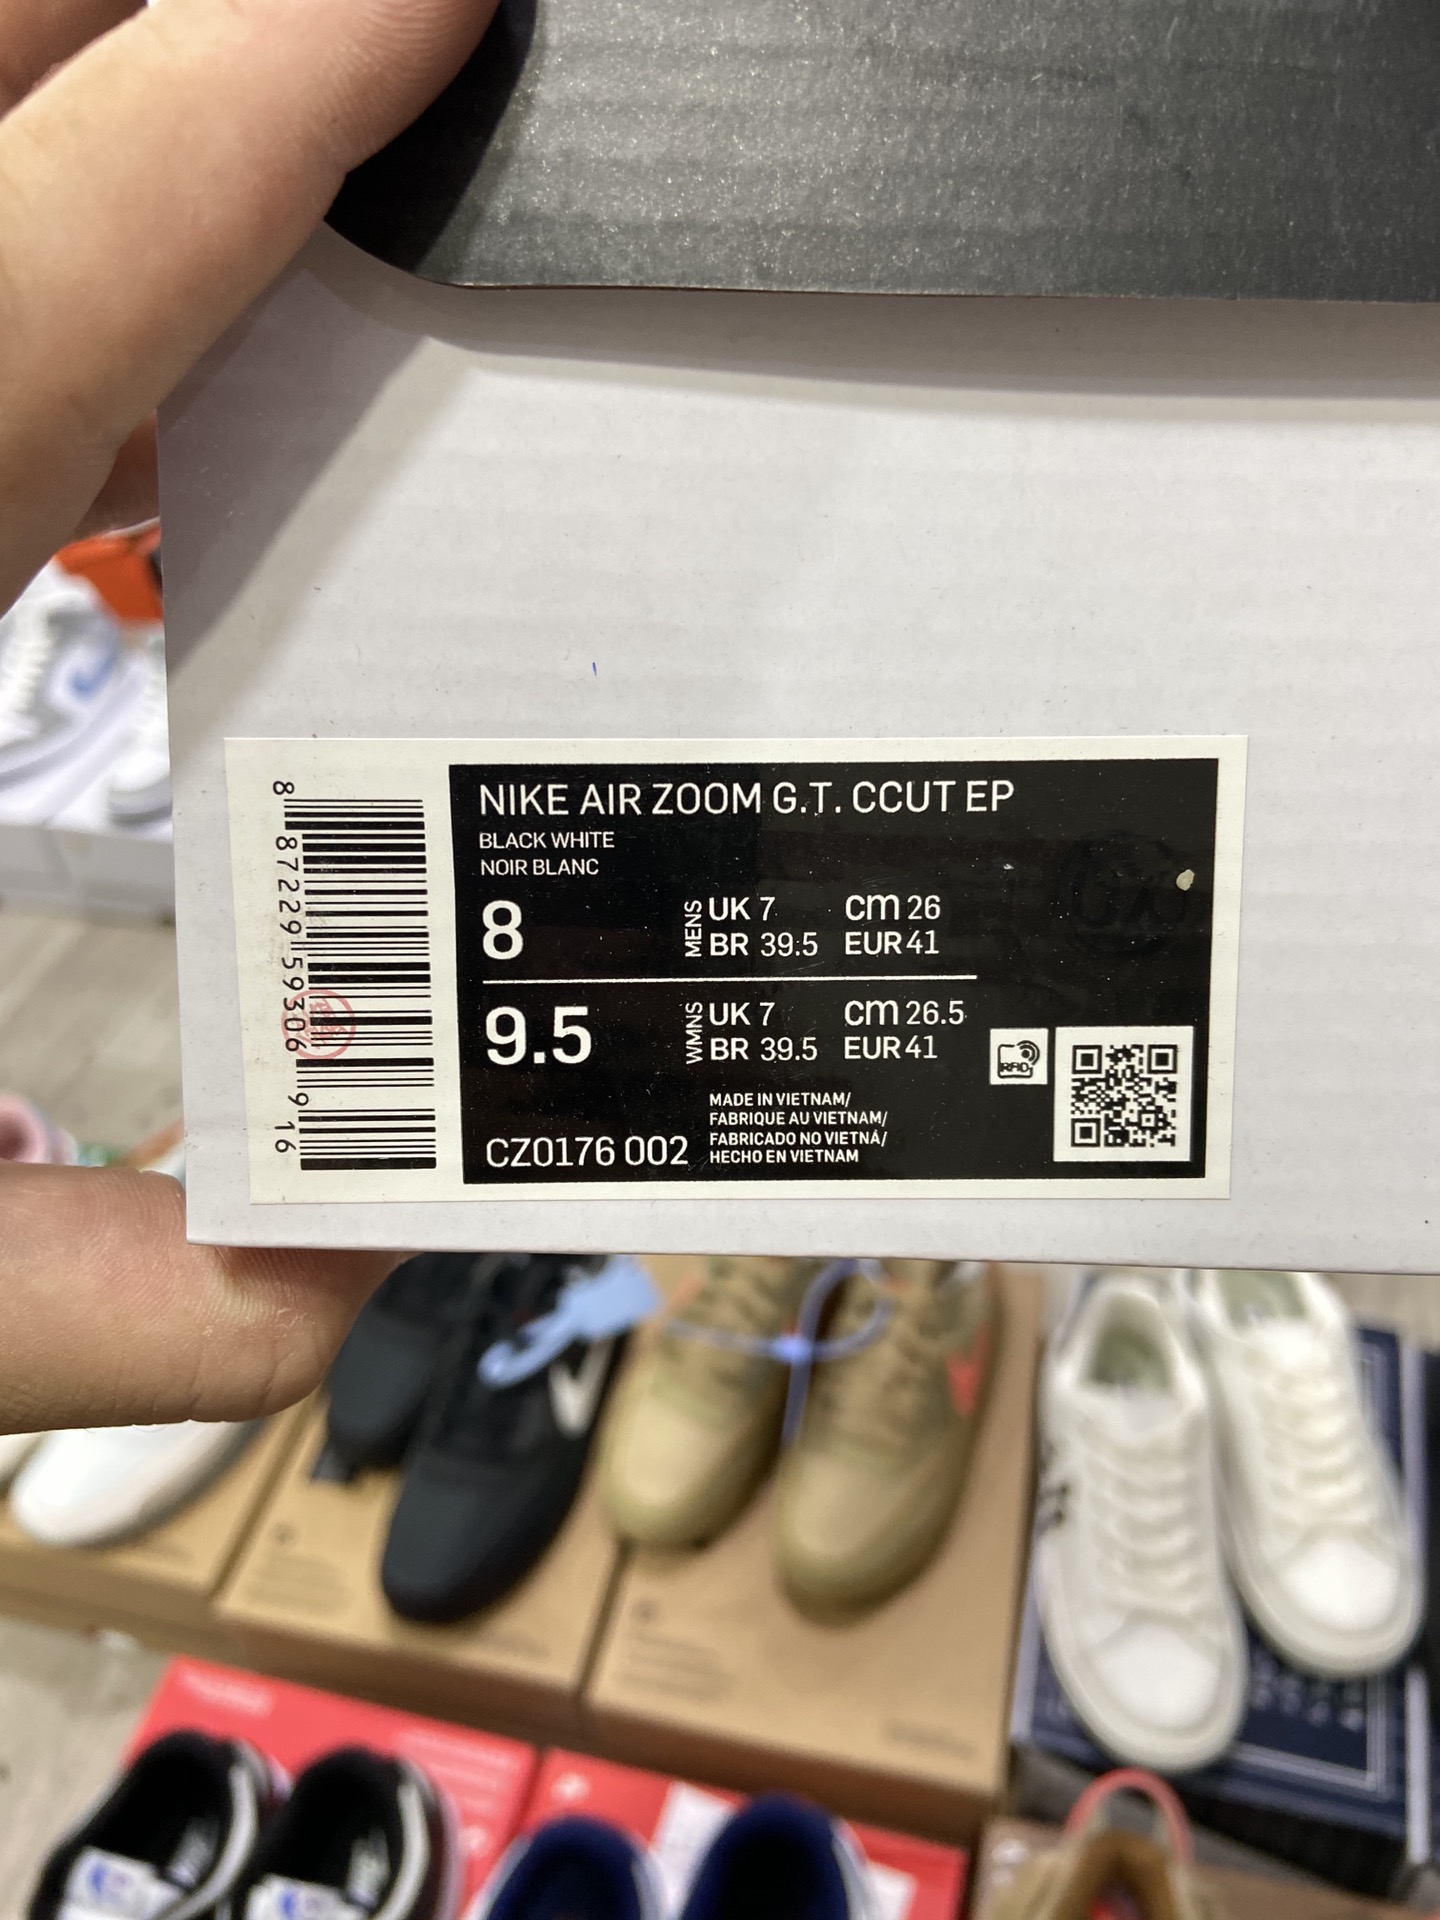 NIKE AIR ZOOM G.T. CCUT EP
BLACK WHITE
NOIR BLANC
8
MENS
UK 7 cm 26
BR 39.5 EUR 41
9.5
WMNS
UK 7 cm 26.5
BR 39.5 EUR 41
MADE IN VIETNAM/
FABRIQUE AU VIETNAM/
FABRICADO NO VIETNÃ/
HECHO EN VIETNAM
CZ0176 002
RFID
8 87229 59306 9 16